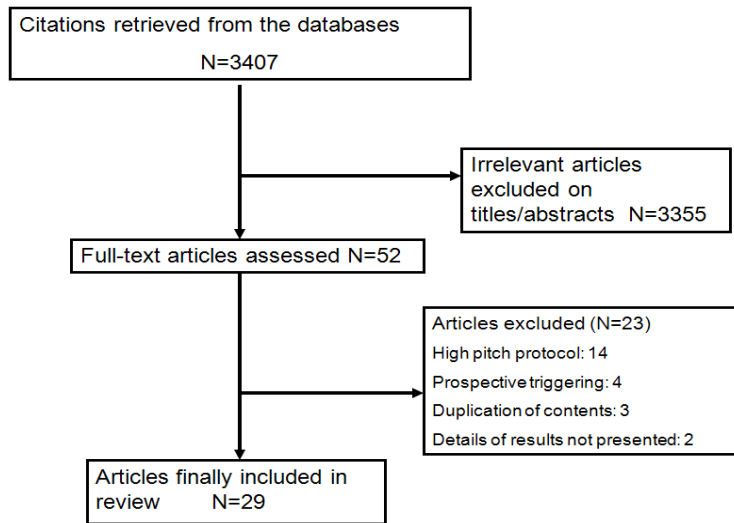 Citations retrieved from the databases
N=3407
Irrelevant articles
excluded on
titles/abstracts N=3355
Full-text articles assessed N=52
Articles excluded (N=23)
High pitch protocol: 14
Prospective triggering: 4
Duplication of contents: 3
Details of results not presented: 2
Articles finally included in
review N=29